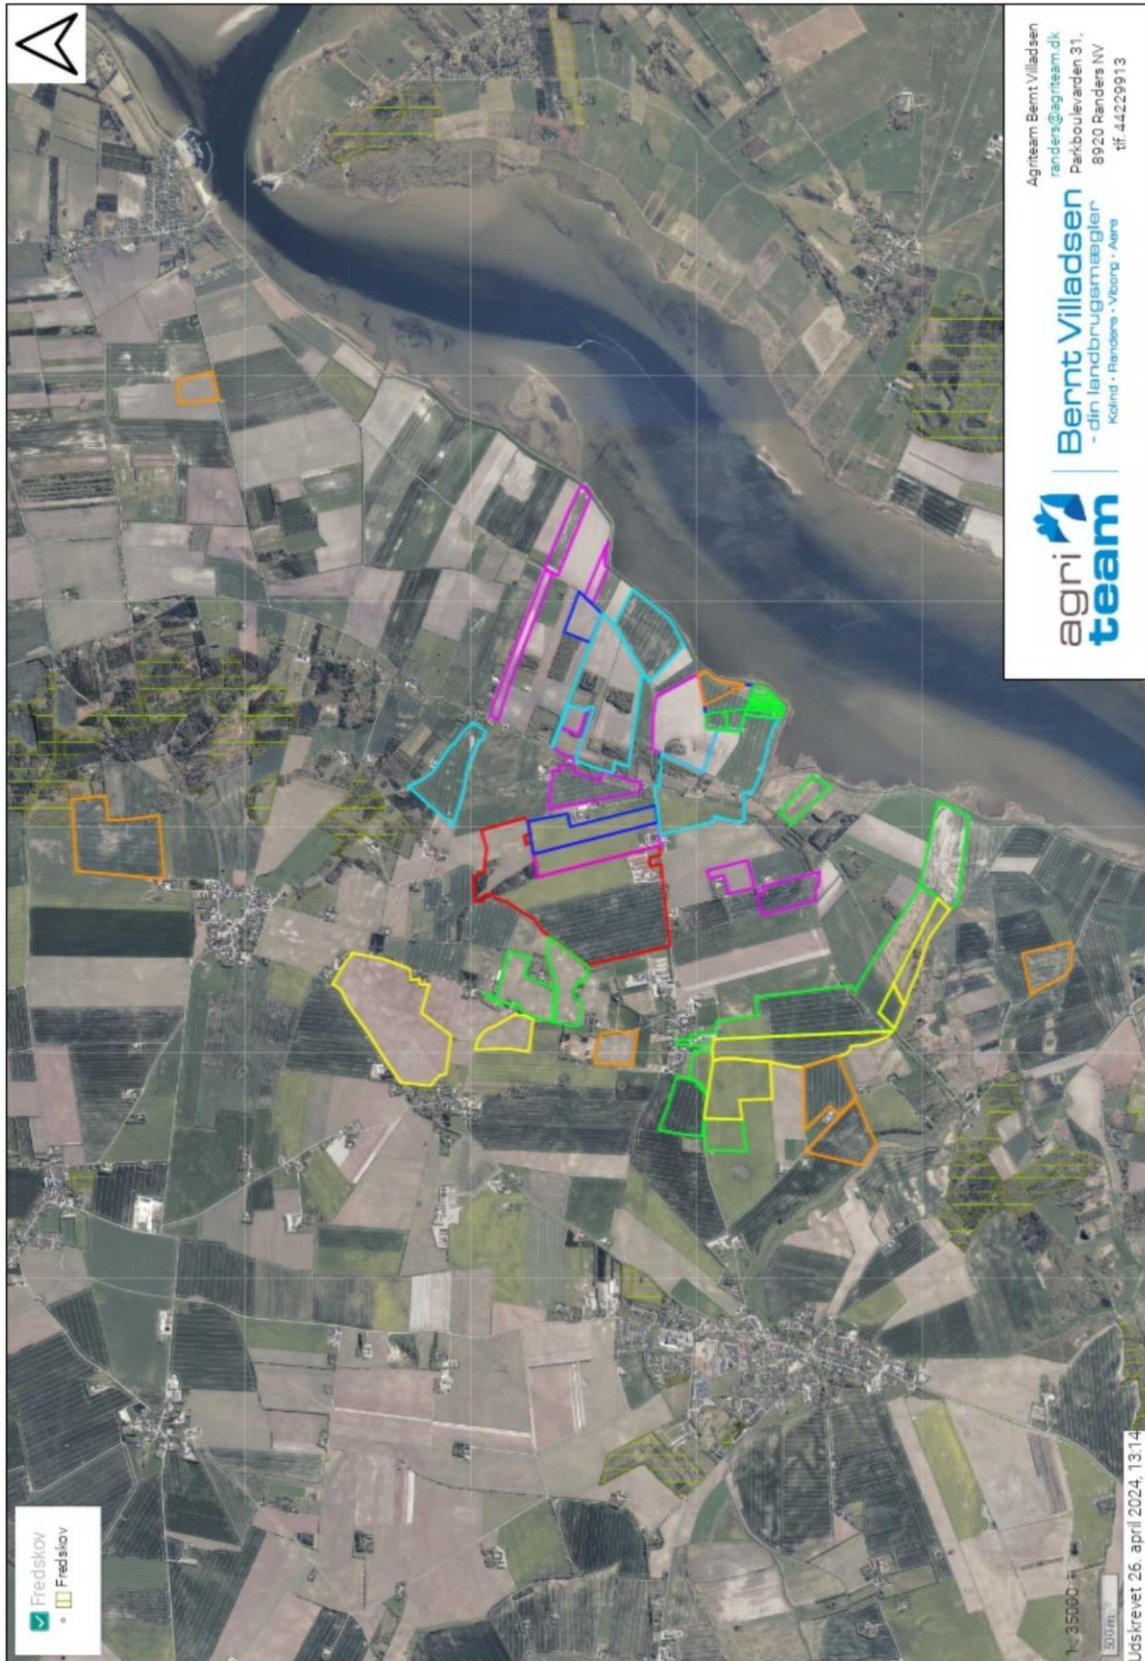 Fredskov
Fredskov
1 : 35000
500 m
Udskrevet 26. april 2024, 13:14
agri
team
Bernt Villadsen
- din landbrugsmægler
Kolind • Randers • Viborg • Aars
Agriteam Bernt Villadsen
randers@agriteam.dk
Parkboulevarden 31,
8920 Randers NV
tlf. 44229913